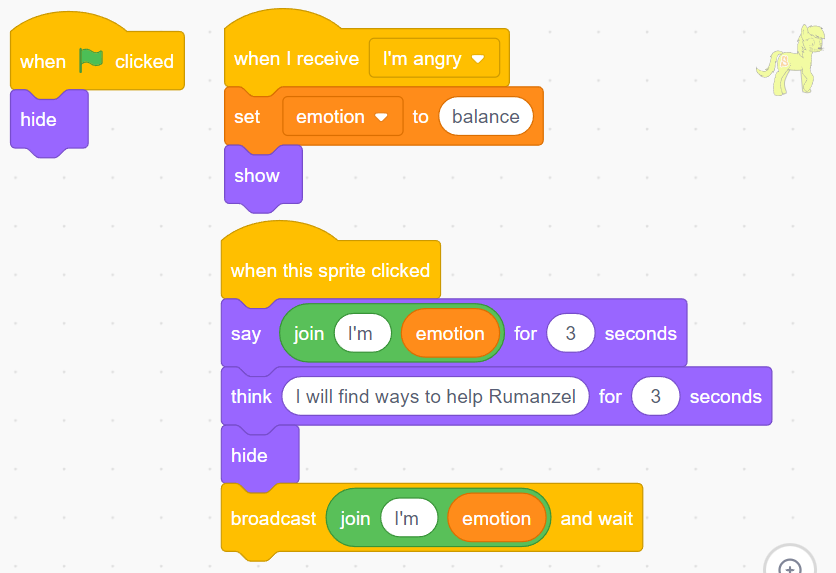 when clicked
hide
when I receive I'm angry
set emotion to balance
show
when this sprite clicked
say join I'm emotion for 3 seconds
think I will find ways to help Rumanzel for 3 seconds
hide
broadcast join I'm emotion and wait